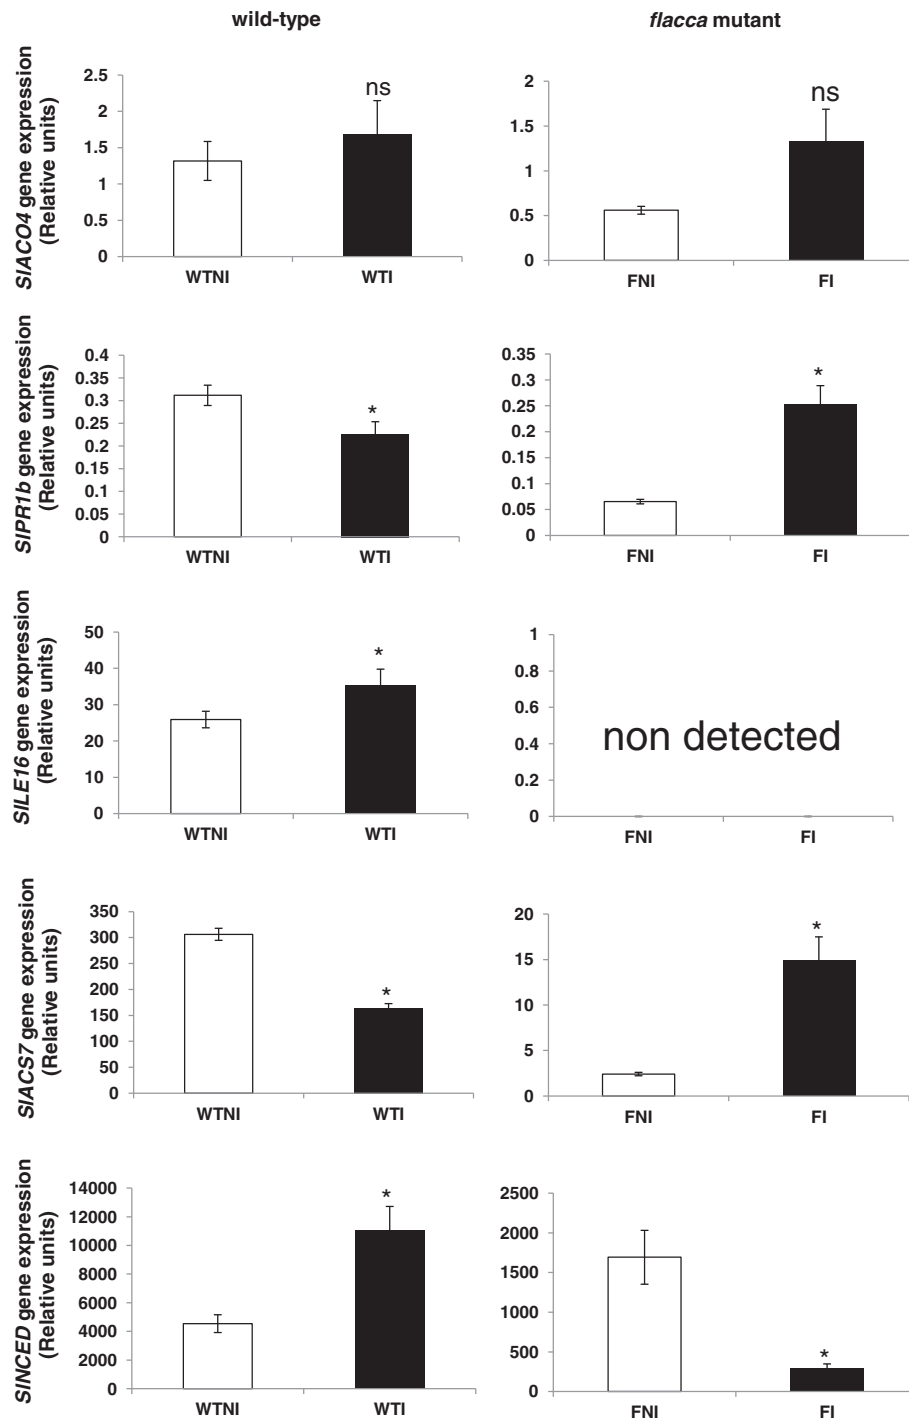 wild-type
flacca mutant
SlACO4 gene expression
(Relative units)
2.5
2
1.5
1
0.5
0
ns
WTNI
WTI
2
1.5
1
0.5
0
ns
FNI
FI
SlPR1b gene expression
(Relative units)
0.4
0.35
0.3
0.25
0.2
0.15
0.1
0.05
0
*
WTNI
WTI
0.35
0.3
0.25
0.2
0.15
0.1
0.05
0
*
FNI
FI
SlLE16 gene expression
(Relative units)
50
40
30
20
10
0
*
WTNI
WTI
1
0.8
0.6
0.4
0.2
0
non detected
FNI
FI
SlACS7 gene expression
(Relative units)
350
300
250
200
150
100
50
0
*
WTNI
WTI
20
15
10
5
0
*
FNI
FI
SlNCED gene expression
(Relative units)
14000
12000
10000
8000
6000
4000
2000
0
*
WTNI
WTI
2500
2000
1500
1000
500
0
*
FNI
FI